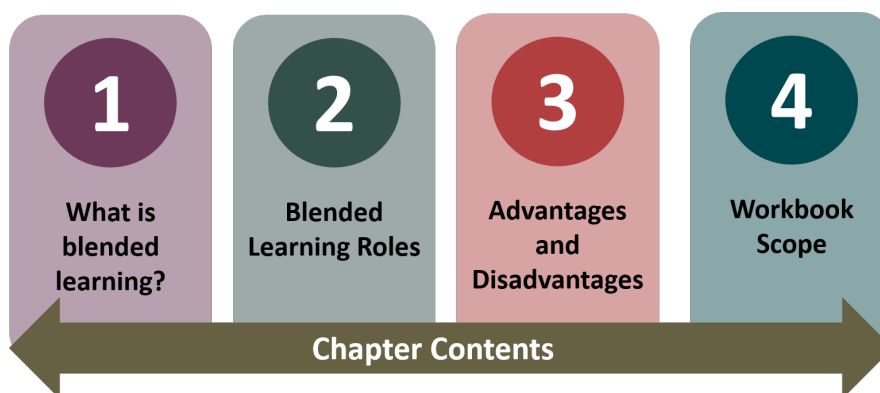 1
What is
blended
learning?
2
Blended
Learning Roles
3
Advantages
and
Disadvantages
4
Workbook
Scope
Chapter Contents